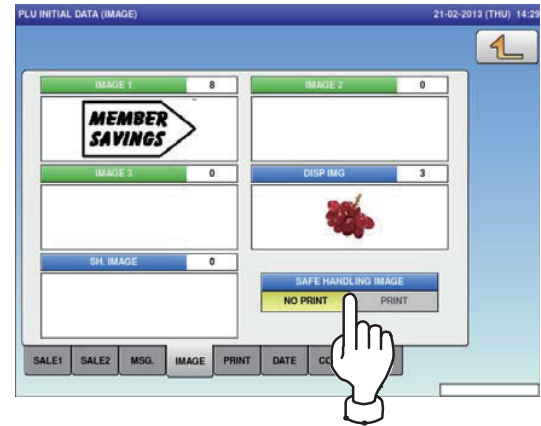 PLU INITIAL DATA (IMAGE) 21-02-2013 (THU) 14:29
IMAGE 1 8 IMAGE 2 0
MEMBER
SAVINGS
IMAGE 3 0 DISP IMG 3
SH. IMAGE 0
SAFE HANDLING IMAGE
NO PRINT PRINT
SALE1 SALE2 MSG. IMAGE PRINT DATE